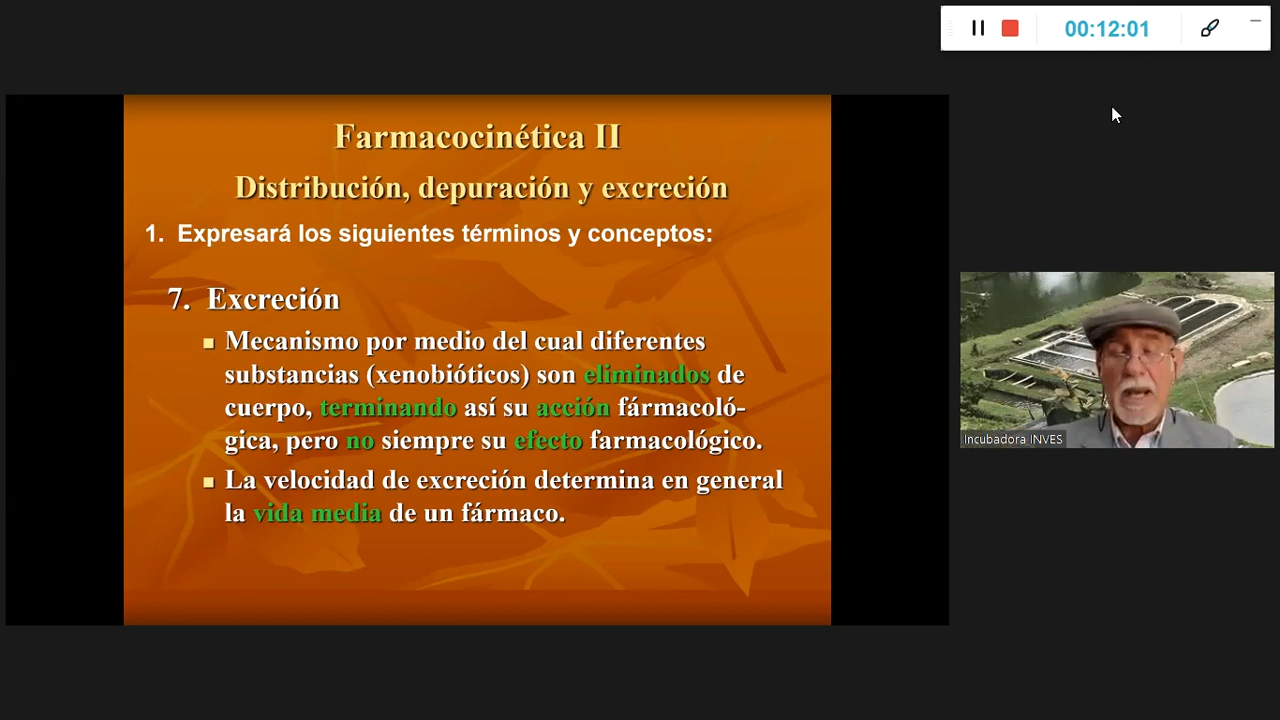 00:12:01
Farmacocinética II
Distribución, depuración y excreción
1. Expresará los siguientes términos y conceptos:
7. Excreción
Mecanismo por medio del cual diferentes
substancias (xenobióticos) son eliminados de
cuerpo, terminando así su acción fármacoló-
gica, pero no siempre su efecto farmacológico.
La velocidad de excreción determina en general
la vida media de un fármaco.
Incubadora INVES